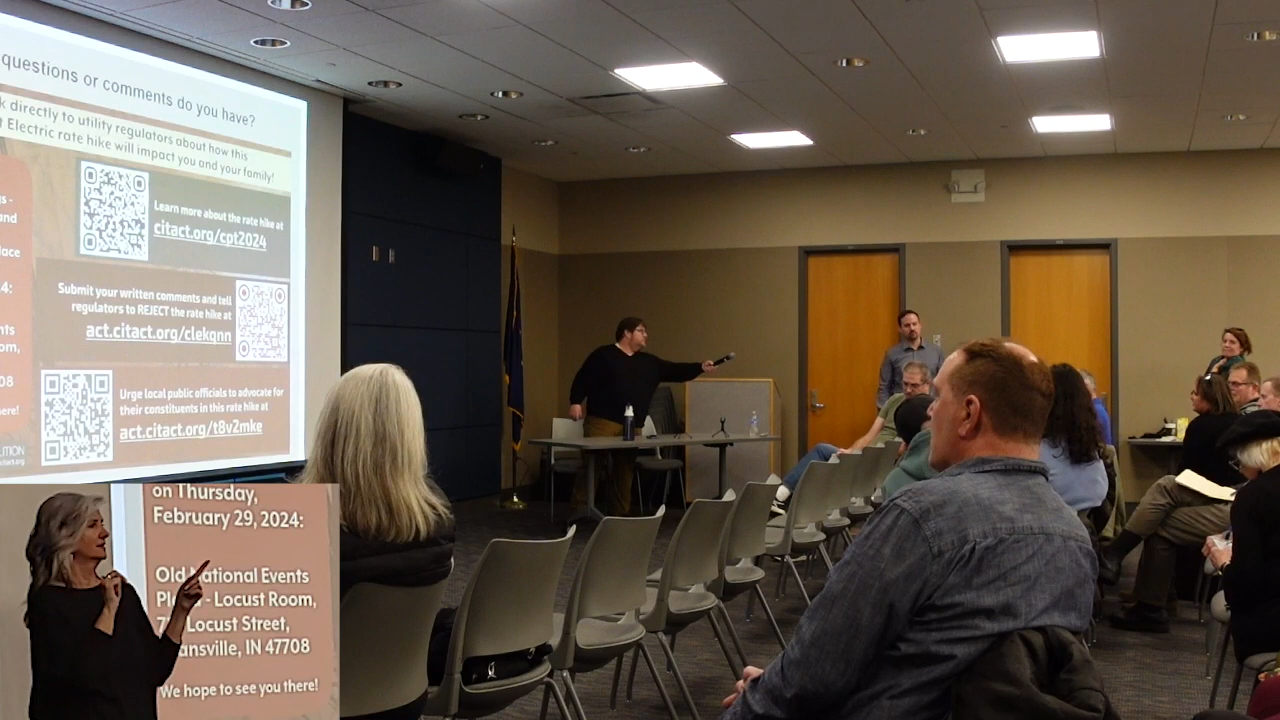 questions or comments do you have?
directly to utility regulators about how this
Electric rate hike will impact you and your family!
Learn more about the rate hike at
citact.org/cpt2024
Submit your written comments and tell
regulators to REJECT the rate hike at
act.citact.org/clekqnn
Urge local public officials to advocate for
their constituents in this rate hike at
act.citact.org/t8v2mke
and
4:
08
on Thursday,
February 29, 2024:
Old National Events
- Locust Room,
Locust Street,
IN 47708
We hope to see you there!